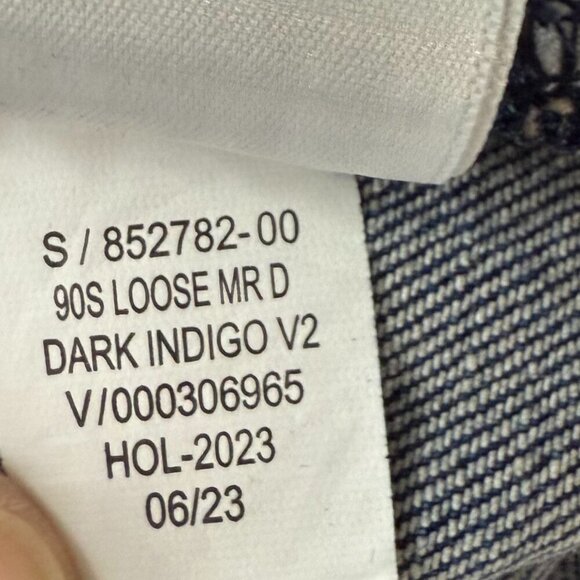 S / 852782-00
90S LOOSE MR D
DARK INDIGO V2
V/000306965
HOL-2023
06/23